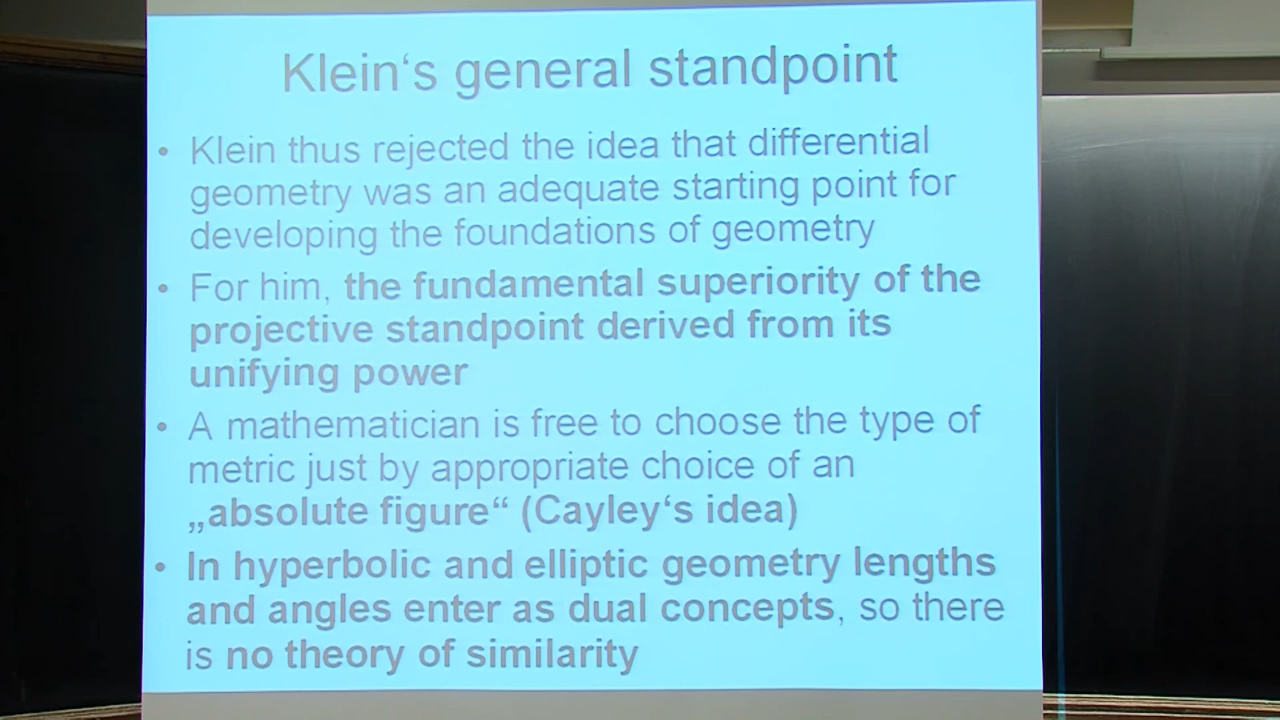 Klein‘s general standpoint
• Klein thus rejected the idea that differential
geometry was an adequate starting point for
developing the foundations of geometry
• For him, the fundamental superiority of the
projective standpoint derived from its
unifying power
• A mathematician is free to choose the type of
metric just by appropriate choice of an
„absolute figure“ (Cayley‘s idea)
• In hyperbolic and elliptic geometry lengths
and angles enter as dual concepts, so there
is no theory of similarity